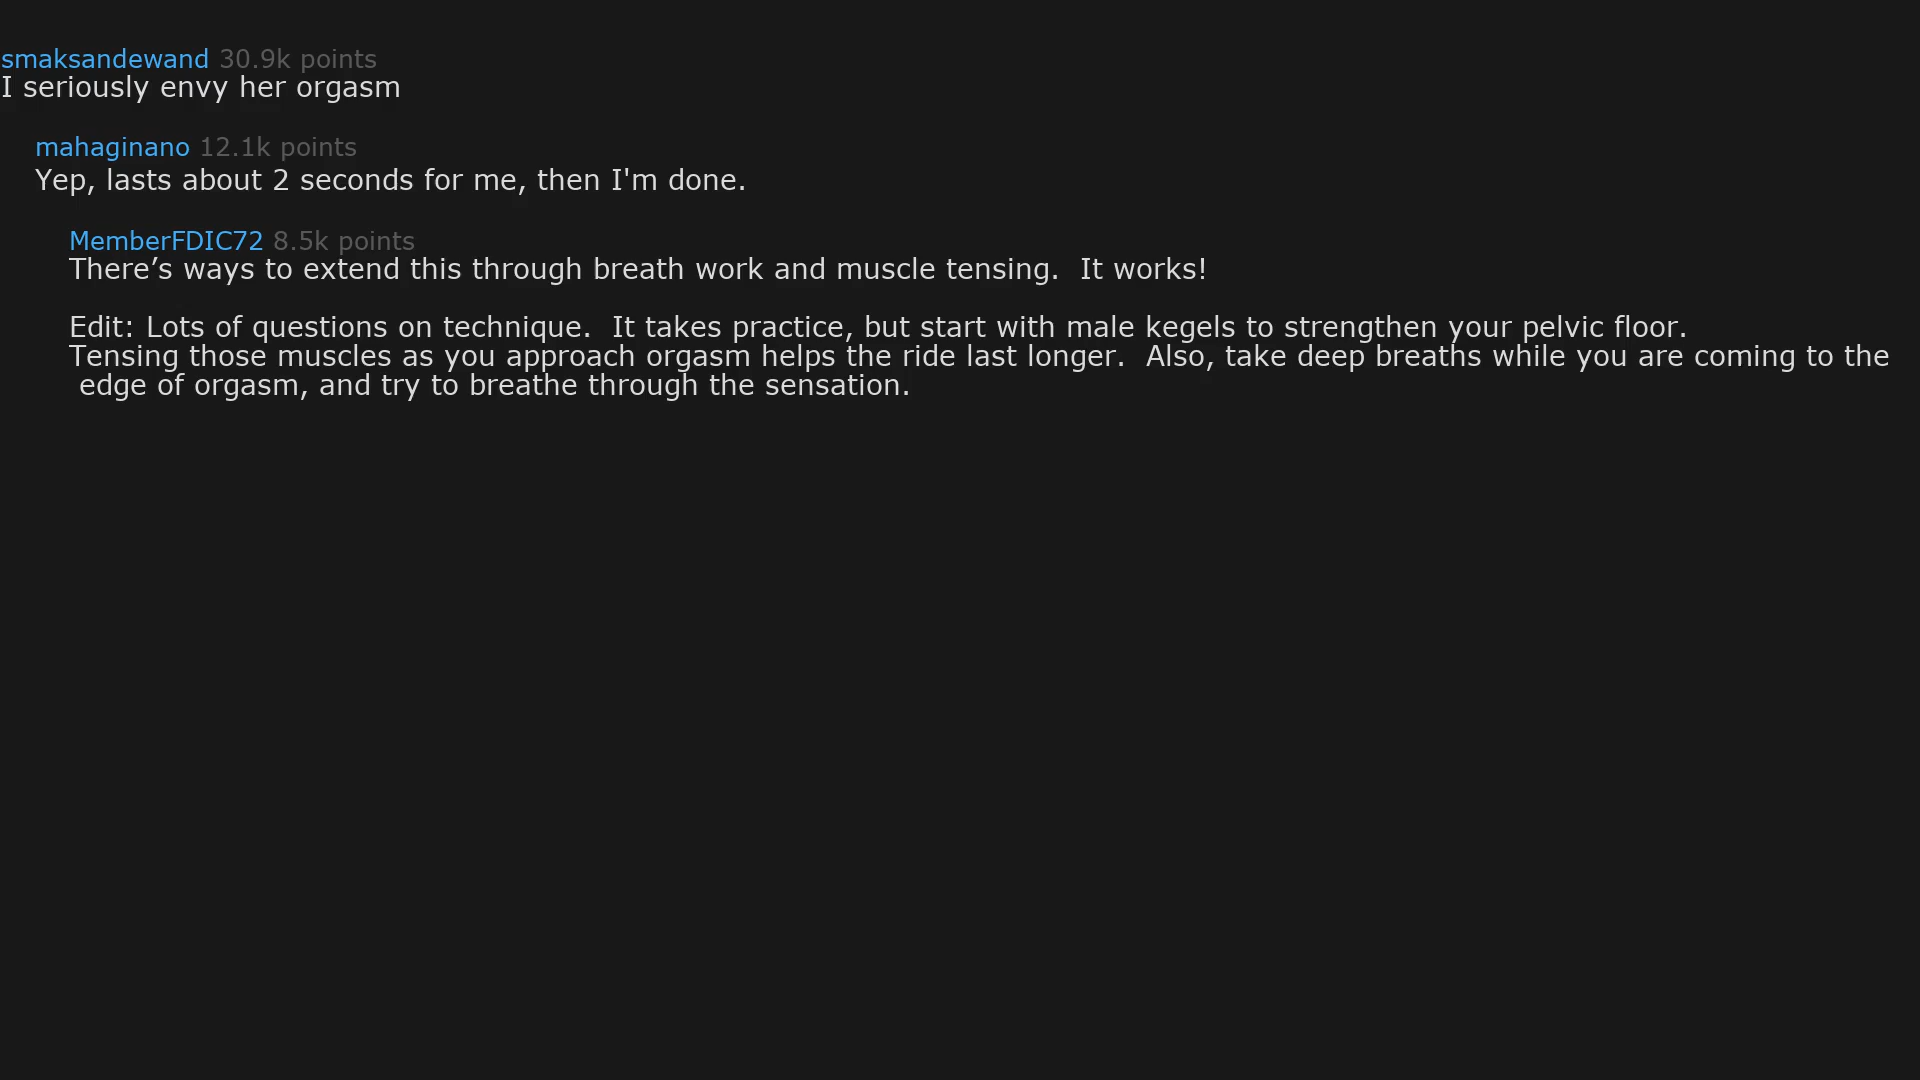 smaksandewand 30.9k points
I seriously envy her orgasm
mahaginano 12.1k points
Yep, lasts about 2 seconds for me, then I'm done.
MemberFDIC72 8.5k points
There’s ways to extend this through breath work and muscle tensing.  It works!
Edit: Lots of questions on technique.  It takes practice, but start with male kegels to strengthen your pelvic floor.
Tensing those muscles as you approach orgasm helps the ride last longer.  Also, take deep breaths while you are coming to the
edge of orgasm, and try to breathe through the sensation.